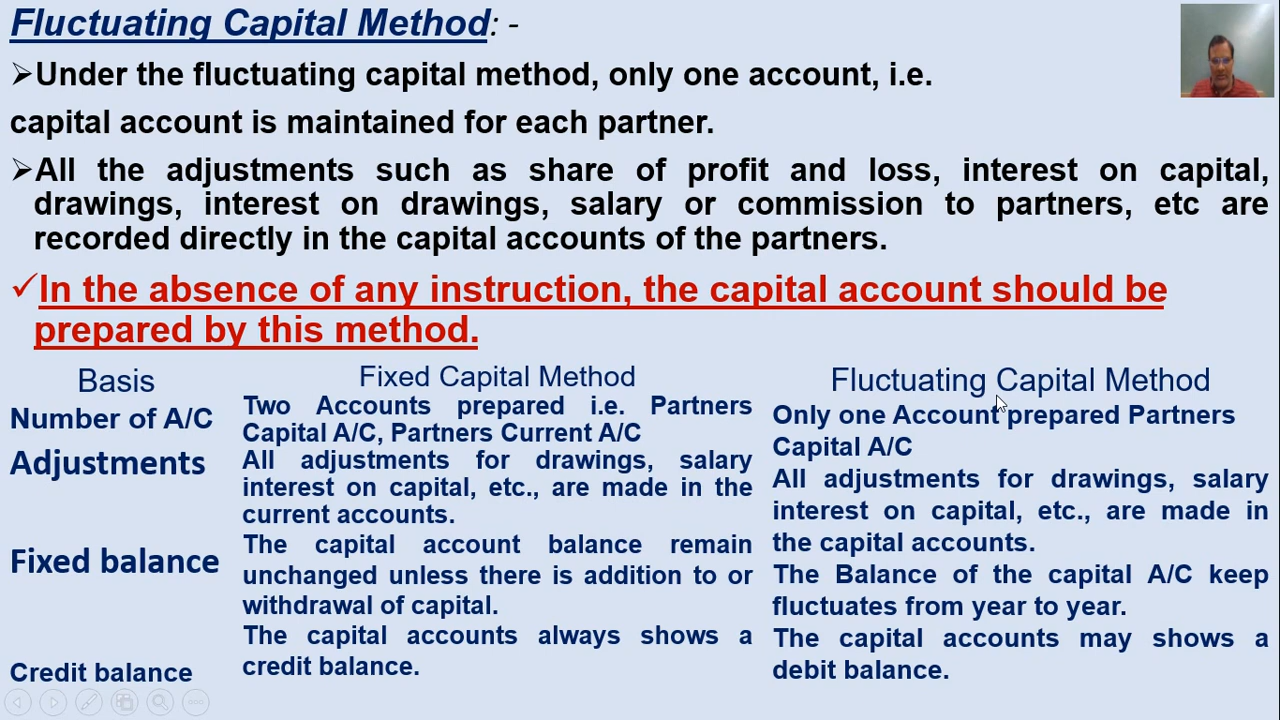 Fluctuating Capital Method: -
➢Under the fluctuating capital method, only one account, i.e.
capital account is maintained for each partner.
➢All the adjustments such as share of profit and loss, interest on capital,
drawings, interest on drawings, salary or commission to partners, etc are
recorded directly in the capital accounts of the partners.
✓In the absence of any instruction, the capital account should be
prepared by this method.
Basis
Number of A/C
Adjustments
Fixed balance
Credit balance
Fixed Capital Method
Two Accounts prepared i.e. Partners
Capital A/C, Partners Current A/C
All adjustments for drawings, salary
interest on capital, etc., are made in the
current accounts.
The capital account balance remain
unchanged unless there is addition to or
withdrawal of capital.
The capital accounts always shows a
credit balance.
Fluctuating Capital Method
Only one Account prepared Partners
Capital A/C
All adjustments for drawings, salary
interest on capital, etc., are made in
the capital accounts.
The Balance of the capital A/C keep
fluctuates from year to year.
The capital accounts may shows a
debit balance.